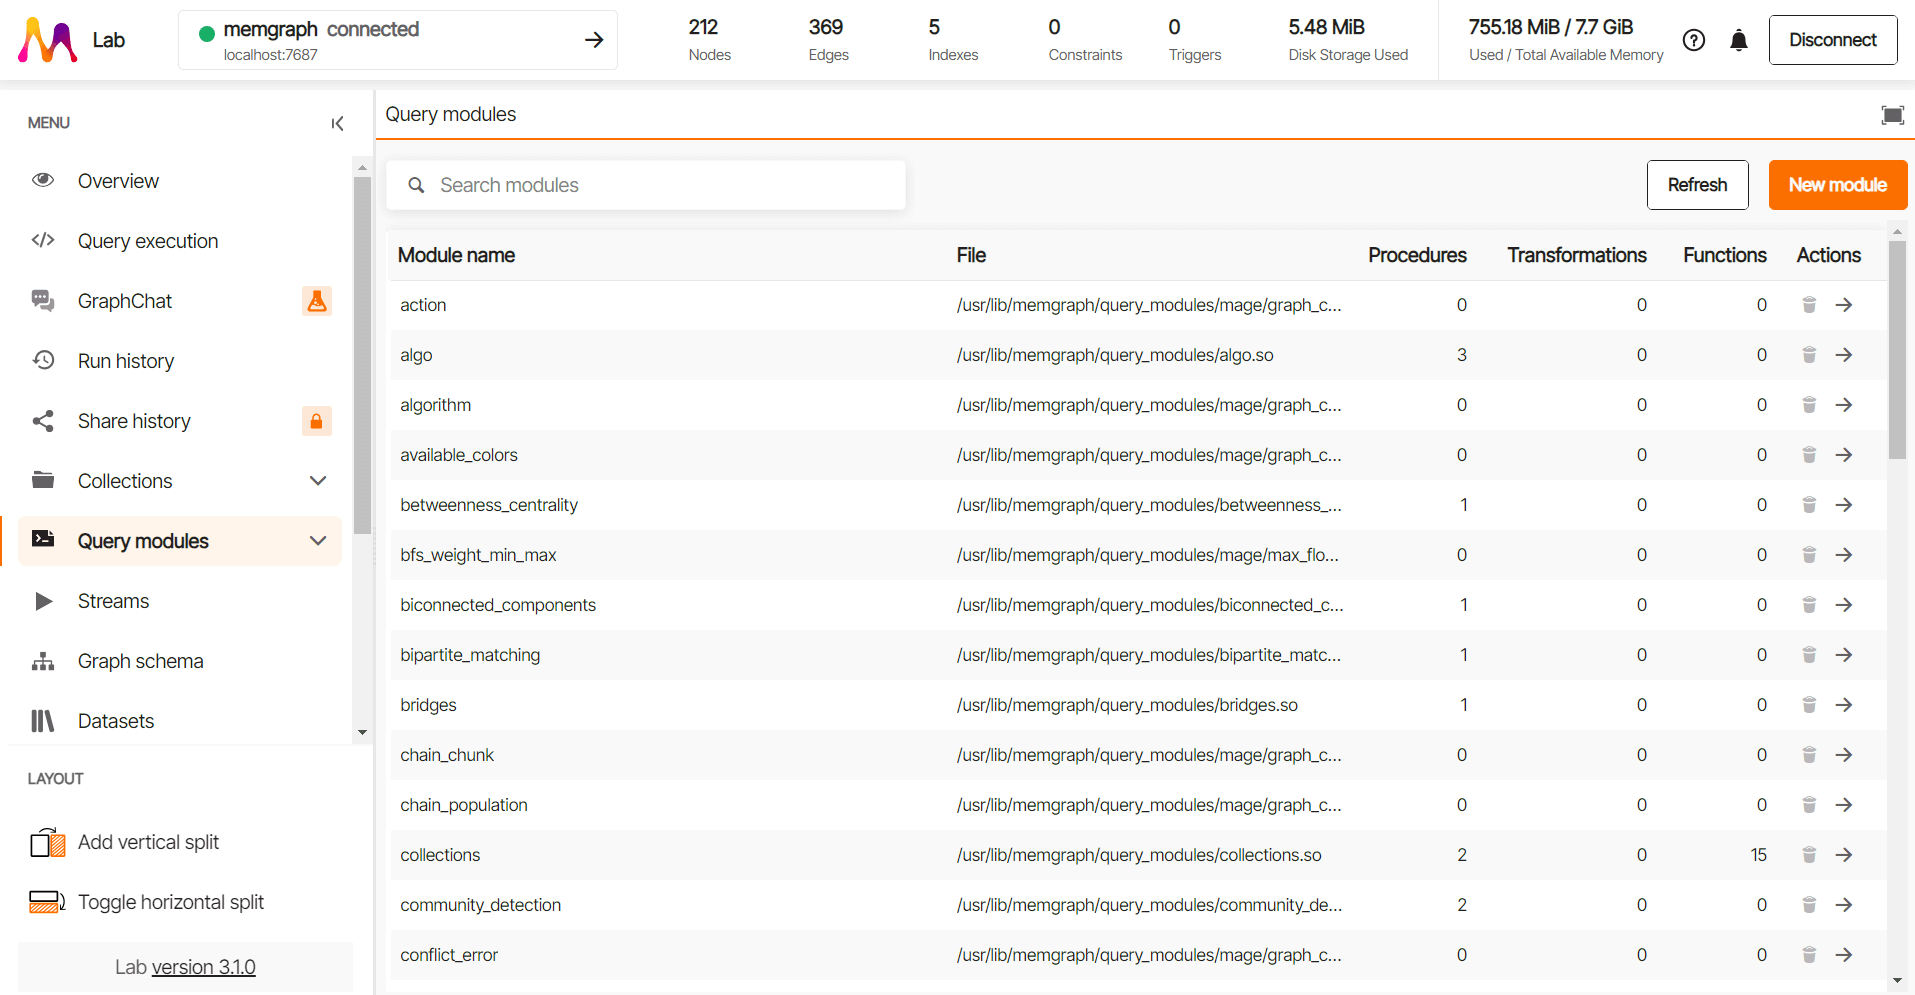 Lab
memgraph connected
localhost:7687
212
Nodes
369
Edges
5
Indexes
0
Constraints
0
Triggers
5.48 MiB
Disk Storage Used
755.18 MiB / 7.7 GiB
Used / Total Available Memory
Disconnect
MENU
Overview
Query execution
GraphChat
Run history
Share history
Collections
Query modules
Streams
Graph schema
Datasets
LAYOUT
Add vertical split
Toggle horizontal split
Lab version 3.1.0
Query modules
Search modules
Refresh
New module
Module name File Procedures Transformations Functions Actions
action /usr/lib/memgraph/query_modules/mage/graph_c... 0 0 0
algo /usr/lib/memgraph/query_modules/algo.so 3 0 0
algorithm /usr/lib/memgraph/query_modules/mage/graph_c... 0 0 0
available_colors /usr/lib/memgraph/query_modules/mage/graph_c... 0 0 0
betweenness_centrality /usr/lib/memgraph/query_modules/betweenness_... 1 0 0
bfs_weight_min_max /usr/lib/memgraph/query_modules/mage/max_flo... 0 0 0
biconnected_components /usr/lib/memgraph/query_modules/biconnected_c... 1 0 0
bipartite_matching /usr/lib/memgraph/query_modules/bipartite_matc... 1 0 0
bridges /usr/lib/memgraph/query_modules/bridges.so 1 0 0
chain_chunk /usr/lib/memgraph/query_modules/mage/graph_c... 0 0 0
chain_population /usr/lib/memgraph/query_modules/mage/graph_c... 0 0 0
collections /usr/lib/memgraph/query_modules/collections.so 2 0 15
community_detection /usr/lib/memgraph/query_modules/community_de... 2 0 0
conflict_error /usr/lib/memgraph/query_modules/mage/graph_c... 0 0 0